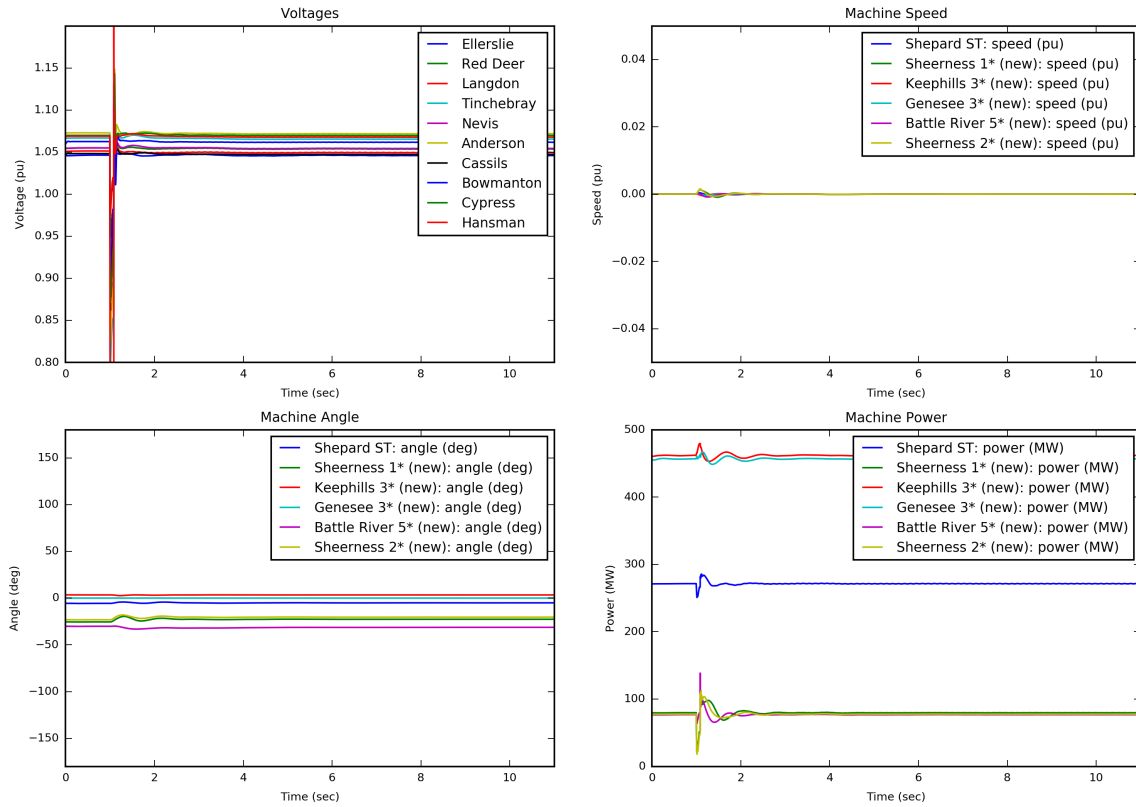 Voltages
Voltage (pu)
1.15
1.10
1.05
1.00
0.95
0.90
0.85
0.80
Ellerslie
Red Deer
Langdon
Tinchebray
Nevis
Anderson
Cassils
Bowmanton
Cypress
Hansman
0 2 4 6 8 10
Time (sec)
Machine Speed
Speed (pu)
0.04
0.02
0.00
−0.02
−0.04
Shepard ST: speed (pu)
Sheerness 1* (new): speed (pu)
Keephills 3* (new): speed (pu)
Genesee 3* (new): speed (pu)
Battle River 5* (new): speed (pu)
Sheerness 2* (new): speed (pu)
0 2 4 6 8 10
Time (sec)
Machine Angle
Angle (deg)
150
100
50
0
−50
−100
−150
Shepard ST: angle (deg)
Sheerness 1* (new): angle (deg)
Keephills 3* (new): angle (deg)
Genesee 3* (new): angle (deg)
Battle River 5* (new): angle (deg)
Sheerness 2* (new): angle (deg)
0 2 4 6 8 10
Time (sec)
Machine Power
Power (MW)
500
400
300
200
100
0
Shepard ST: power (MW)
Sheerness 1* (new): power (MW)
Keephills 3* (new): power (MW)
Genesee 3* (new): power (MW)
Battle River 5* (new): power (MW)
Sheerness 2* (new): power (MW)
0 2 4 6 8 10
Time (sec)